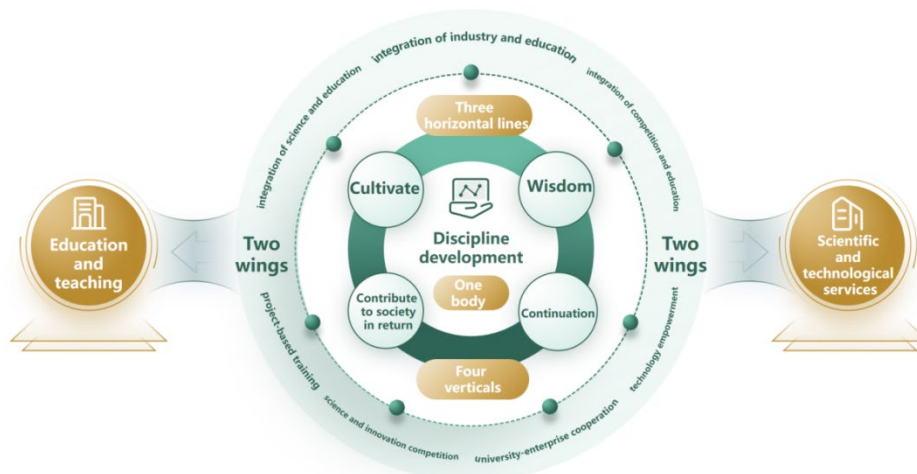 integration of industry and education
integration of science and education
integration of competition and education
Three
horizontal lines
Cultivate
Wisdom
Education
and
teaching
Two
wings
Discipline
development
One
body
Two
wings
Scientific
and
technological
services
Contribute
to society
in return
Continuation
Four
verticals
project-based training
technology empowerment
science and innovation competition
university-enterprise cooperation